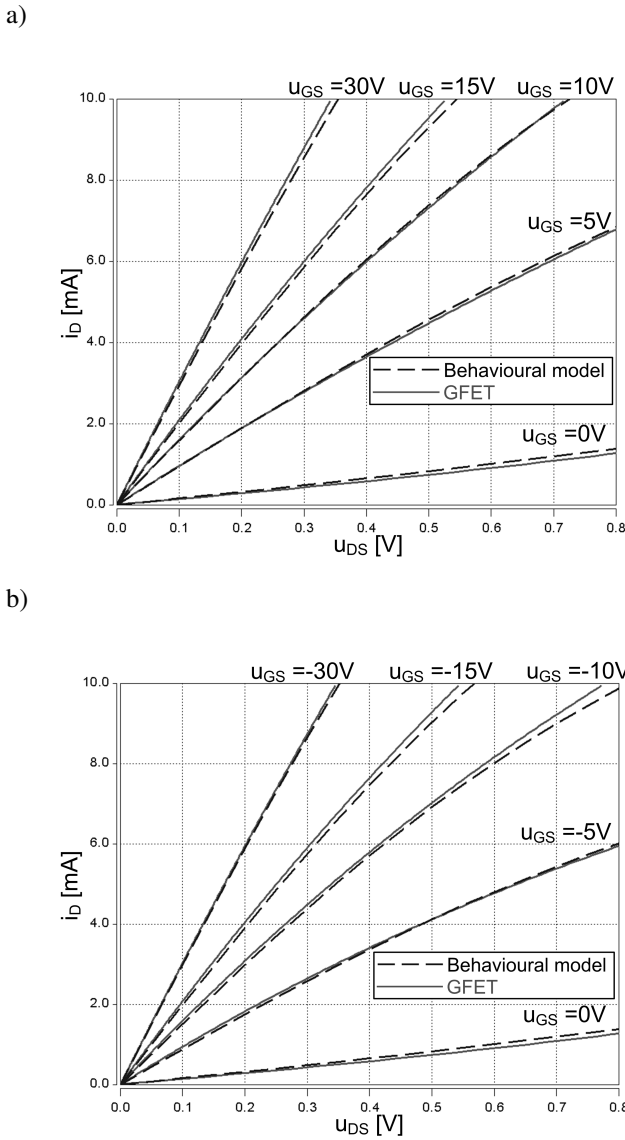 a)
u_GS =30V u_GS =15V u_GS =10V
10.0
8.0
u_GS =5V
6.0
i_D [mA]
4.0
Behavioural model
GFET
2.0
u_GS =0V
0.0
0.0 0.1 0.2 0.3 0.4 0.5 0.6 0.7 0.8
u_DS [V]
b)
u_GS =-30V u_GS =-15V u_GS =-10V
10.0
8.0
u_GS =-5V
6.0
i_D [mA]
4.0
Behavioural model
GFET
2.0
u_GS =0V
0.0
0.0 0.1 0.2 0.3 0.4 0.5 0.6 0.7 0.8
u_DS [V]